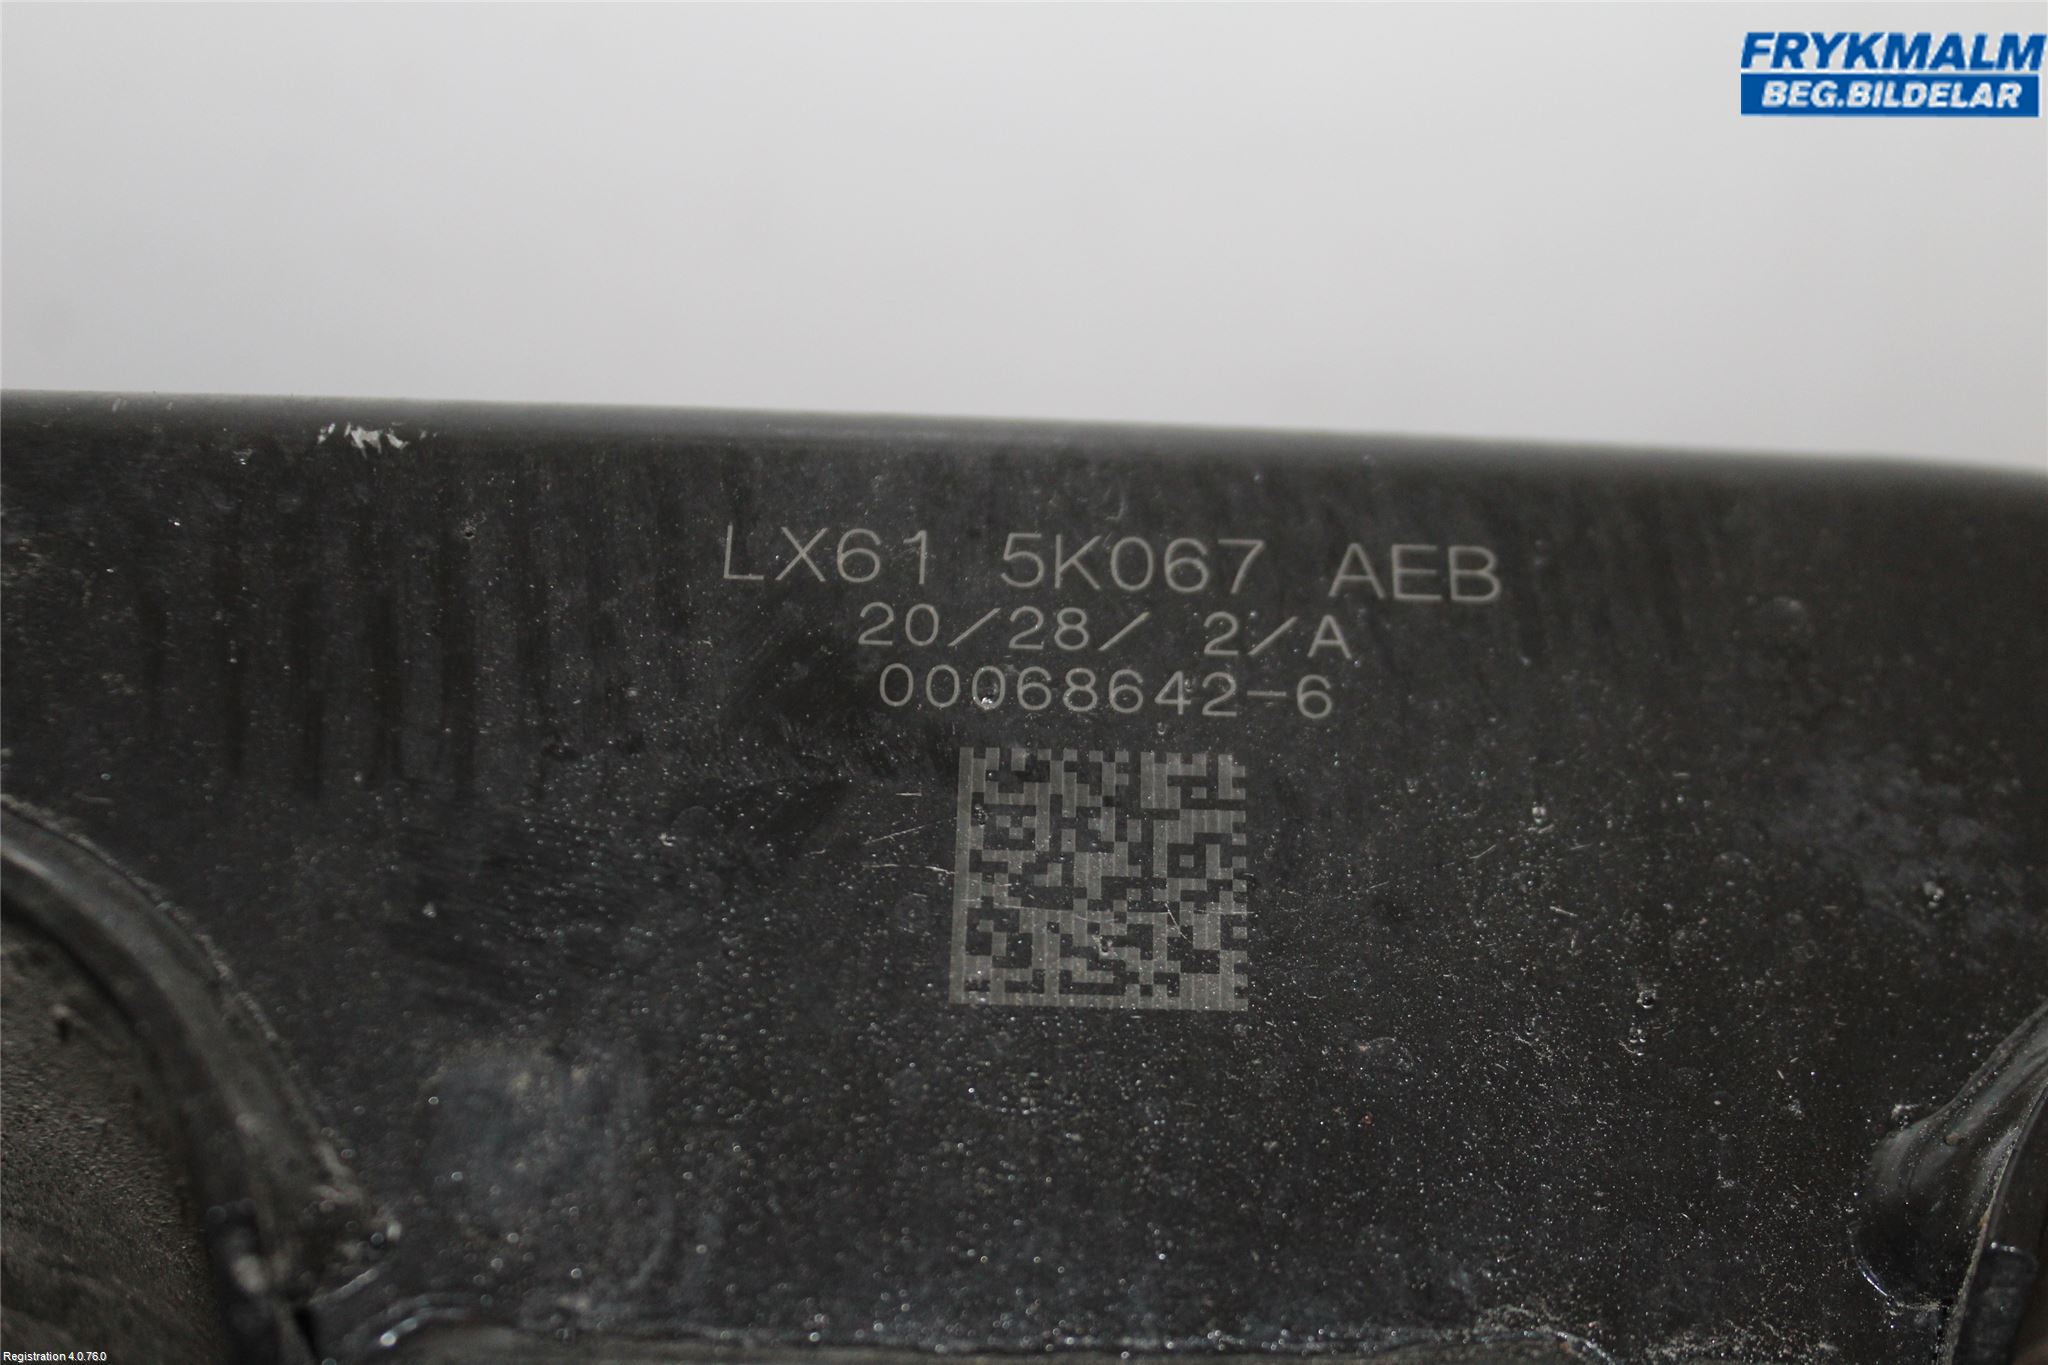 FRYKMALM
BEG.BILDELAR
LX61 5K067 AEB
20/28/ 2/A
00068642-6
Registration 4.0.76.0